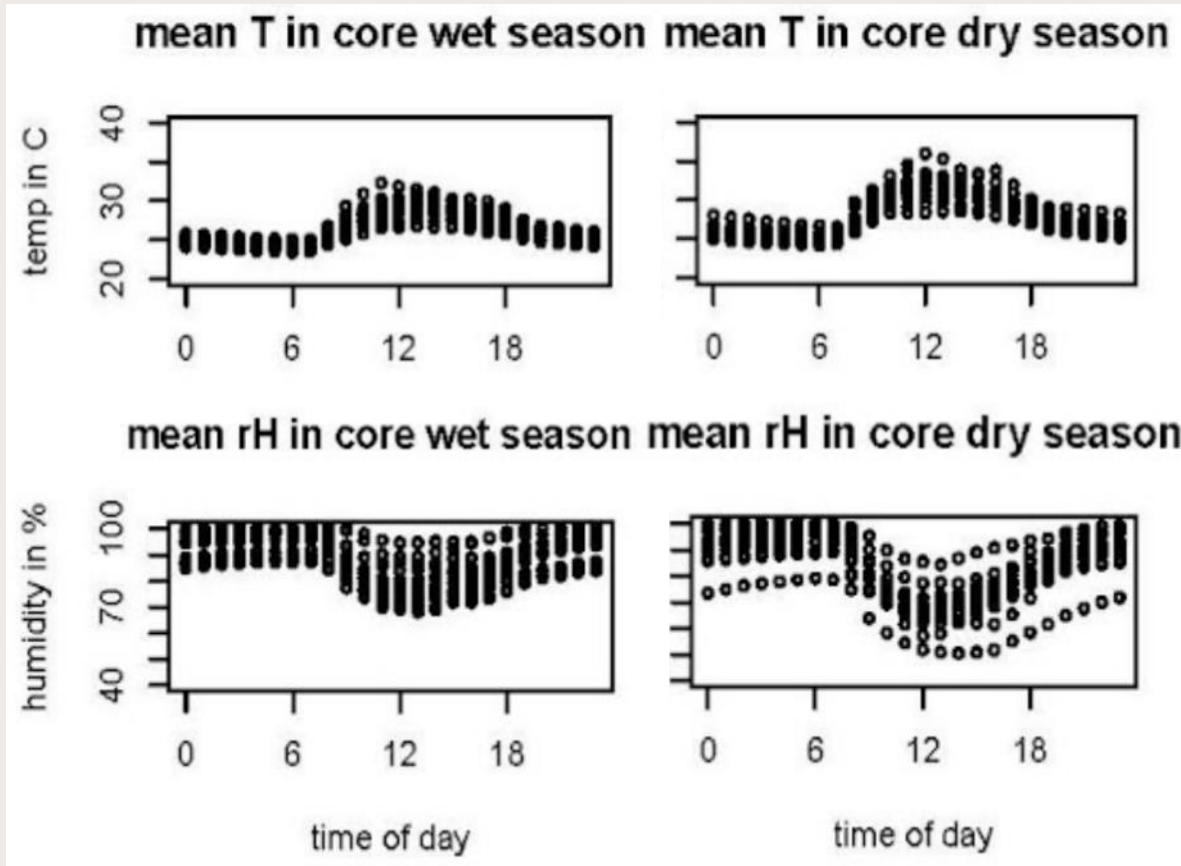 mean T in core wet season mean T in core dry season
temp in C
40
30
20
0 6 12 18
0 6 12 18
mean rH in core wet season mean rH in core dry season
humidity in %
100
70
40
0 6 12 18
0 6 12 18
time of day
time of day